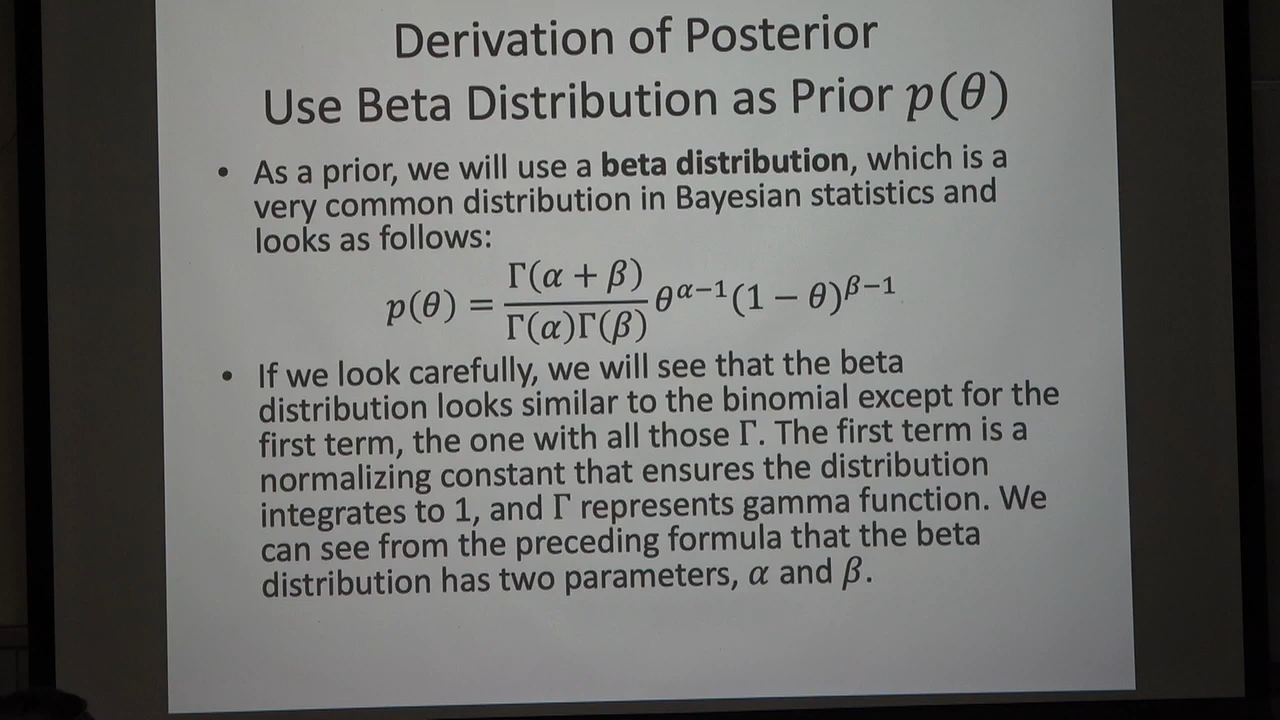 Derivation of Posterior
Use Beta Distribution as Prior p(θ)
• As a prior, we will use a beta distribution, which is a
very common distribution in Bayesian statistics and
looks as follows:
p(θ) = Γ(α + β) / Γ(α)Γ(β) θ^{α−1}(1 − θ)^{β−1}
• If we look carefully, we will see that the beta
distribution looks similar to the binomial except for the
first term, the one with all those Γ. The first term is a
normalizing constant that ensures the distribution
integrates to 1, and Γ represents gamma function. We
can see from the preceding formula that the beta
distribution has two parameters, α and β.